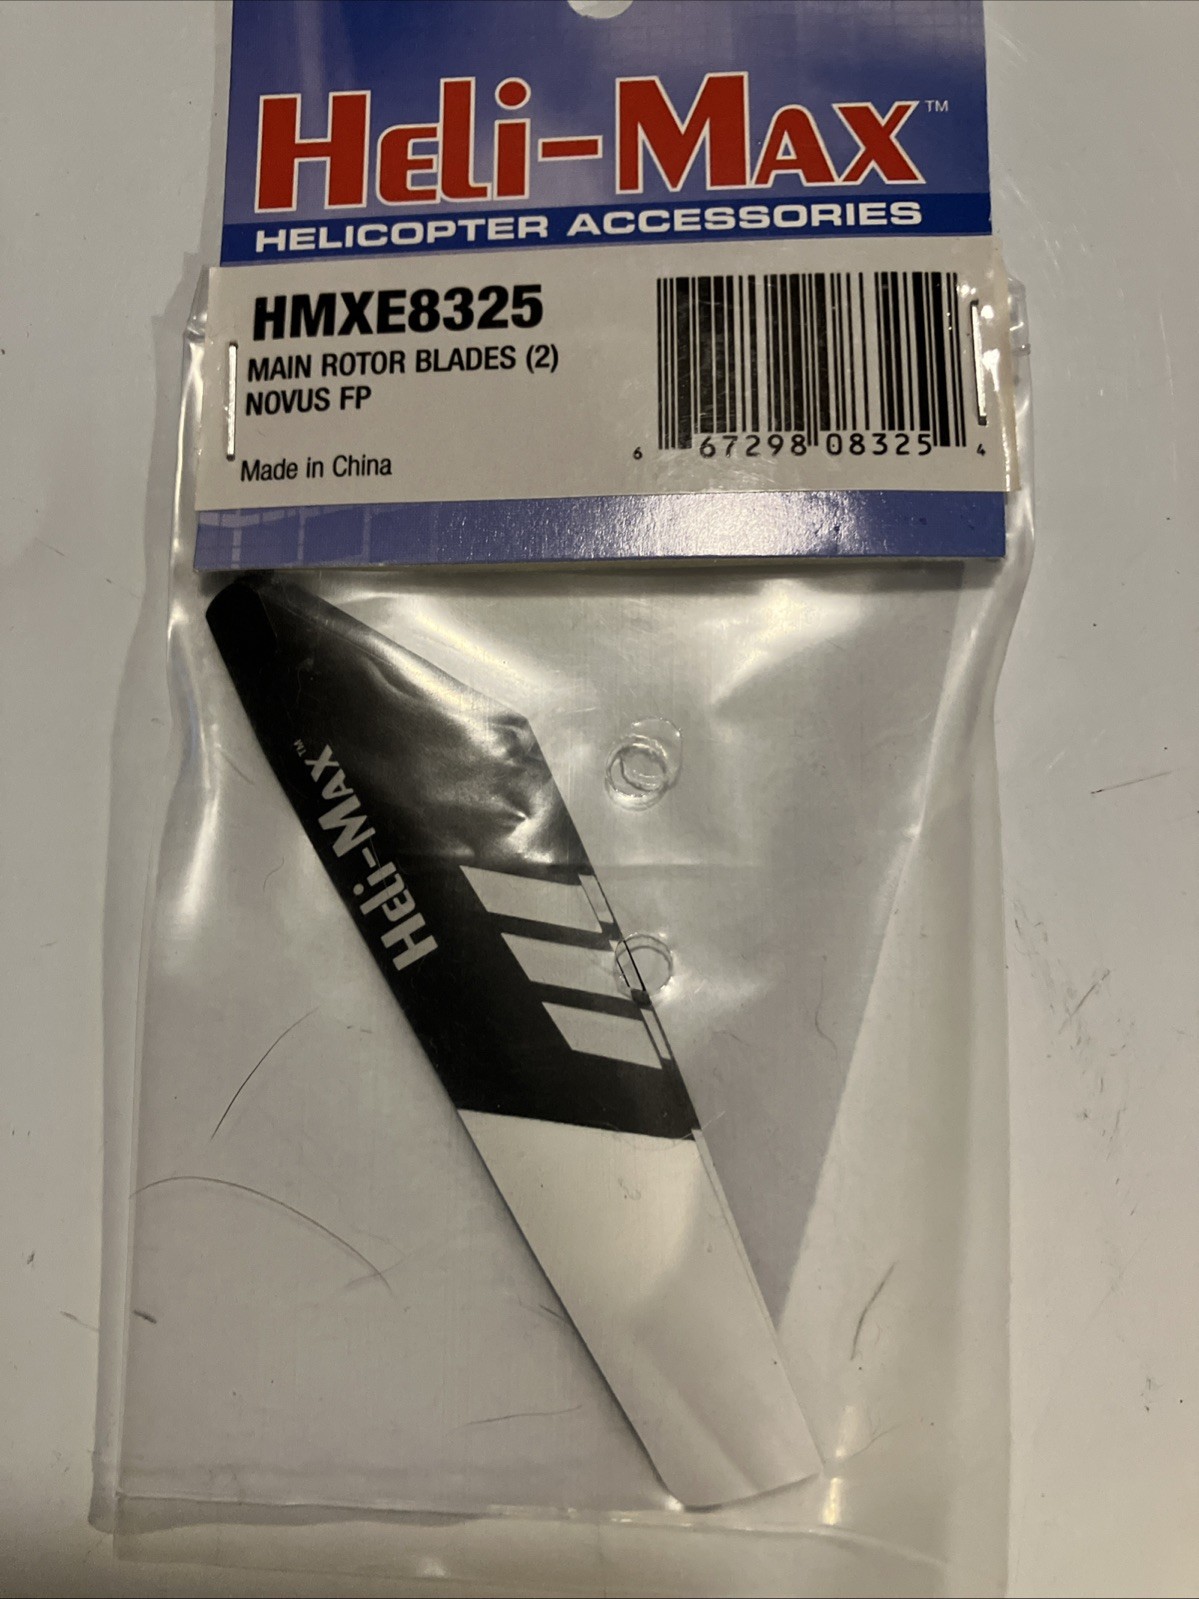 Heli-Max™
HELICOPTER ACCESSORIES
HMXE8325
MAIN ROTOR BLADES (2)
NOVUS FP
Made in China
6 67298 08325 4
Heli-Max™